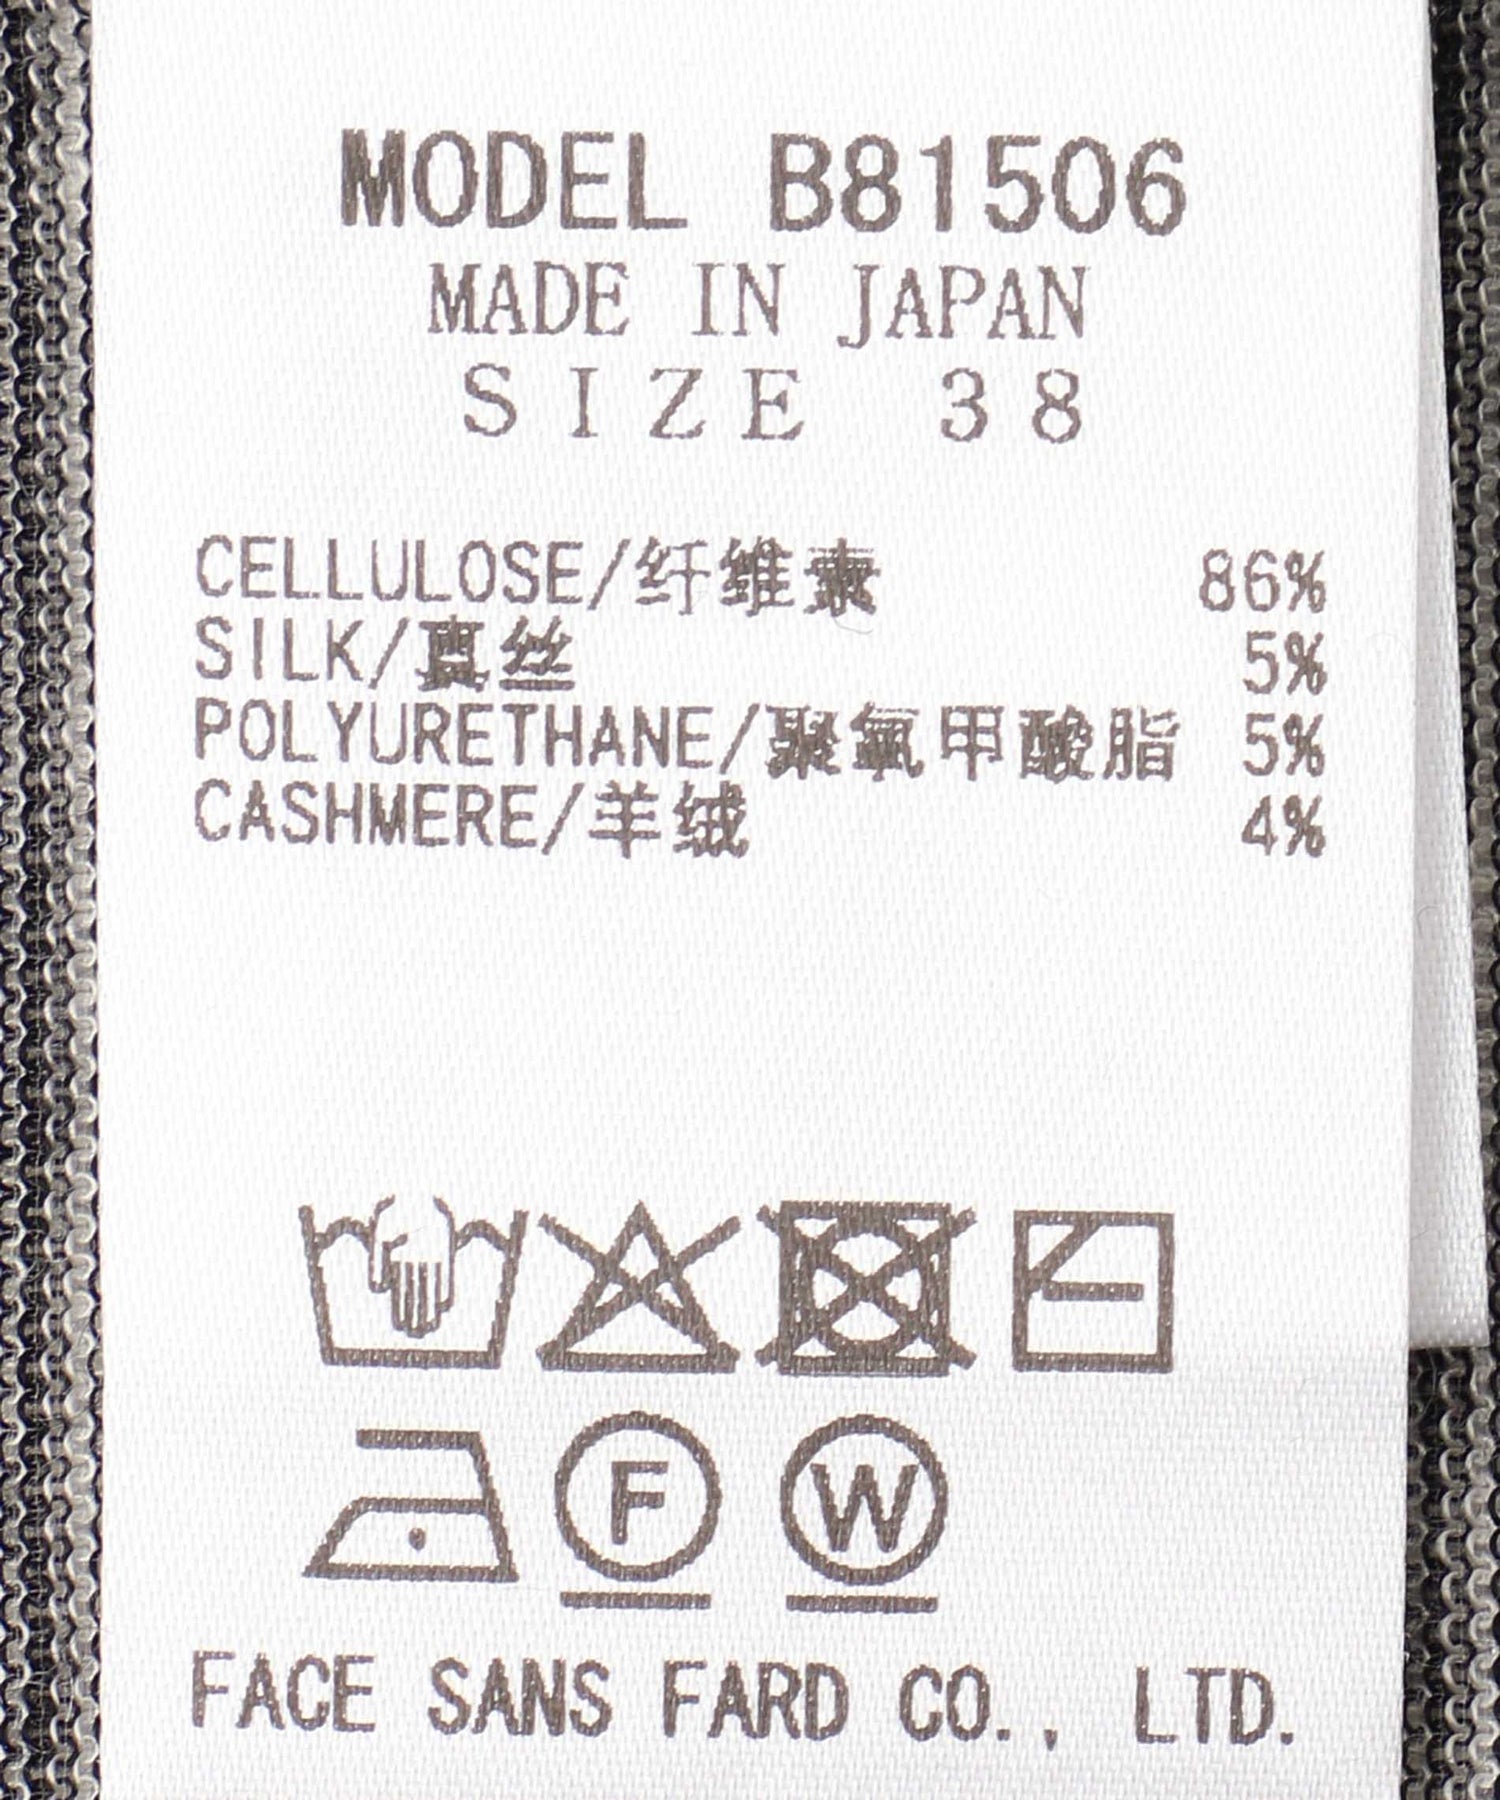 MODEL B81506
MADE IN JAPAN
SIZE 38
CELLULOSE/纤维素 86%
SILK/真丝 5%
POLYURETHANE/聚氨甲酸脂 5%
CASHMERE/羊绒 4%
F W
FACE SANS FARD CO., LTD.